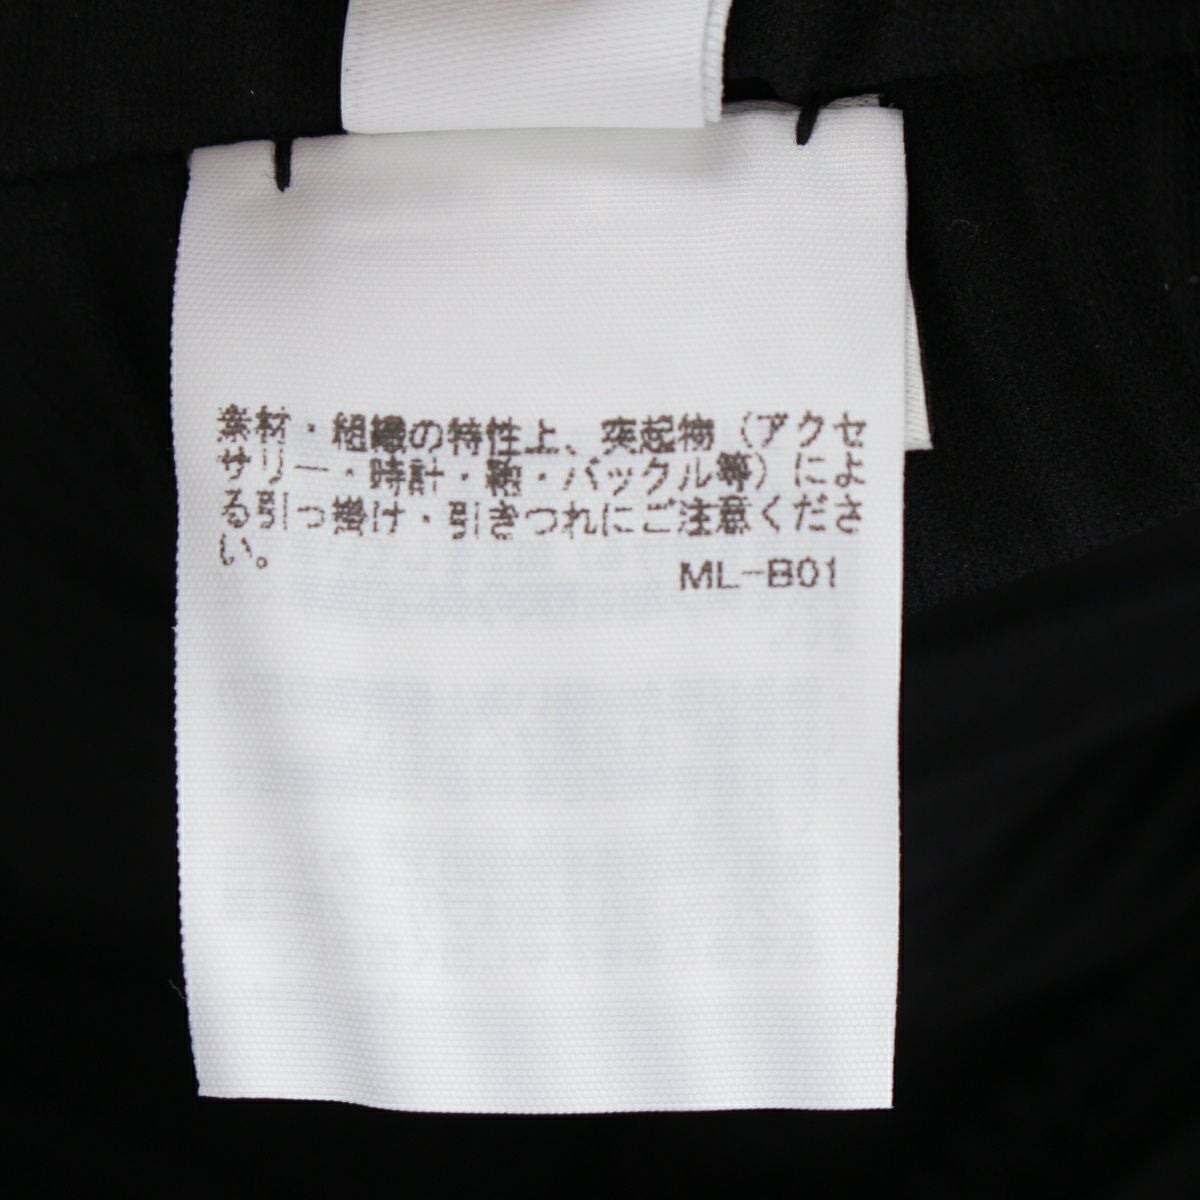 素材・組織の特性上、突起物（アクセ
サリー・時計・鞄・バックル等）によ
る引っ掛け・引きつれにご注意くださ
い。
ML-B01